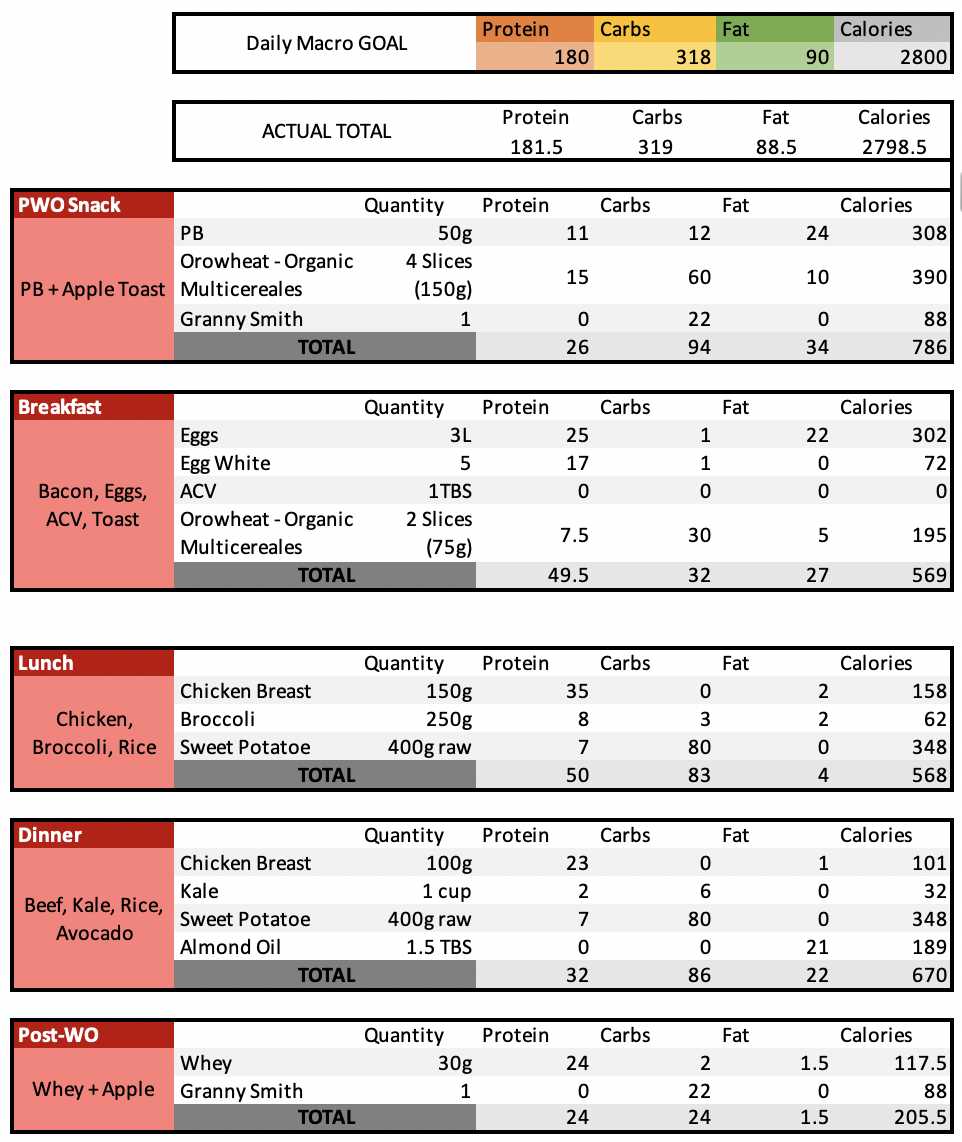 Daily Macro GOAL Protein Carbs Fat Calories
180 318 90 2800
ACTUAL TOTAL Protein Carbs Fat Calories
181.5 319 88.5 2798.5
PWO Snack Quantity Protein Carbs Fat Calories
PB + Apple Toast
PB 50g 11 12 24 308
Orowheat - Organic 4 Slices
Multicereales (150g) 15 60 10 390
Granny Smith 1 0 22 0 88
TOTAL 26 94 34 786
Breakfast Quantity Protein Carbs Fat Calories
Bacon, Eggs,
ACV, Toast
Eggs 3L 25 1 22 302
Egg White 5 17 1 0 72
ACV 1TBS 0 0 0 0
Orowheat - Organic 2 Slices
Multicereales (75g) 7.5 30 5 195
TOTAL 49.5 32 27 569
Lunch Quantity Protein Carbs Fat Calories
Chicken,
Broccoli, Rice
Chicken Breast 150g 35 0 2 158
Broccoli 250g 8 3 2 62
Sweet Potatoe 400g raw 7 80 0 348
TOTAL 50 83 4 568
Dinner Quantity Protein Carbs Fat Calories
Beef, Kale, Rice,
Avocado
Chicken Breast 100g 23 0 1 101
Kale 1 cup 2 6 0 32
Sweet Potatoe 400g raw 7 80 0 348
Almond Oil 1.5 TBS 0 0 21 189
TOTAL 32 86 22 670
Post-WO Quantity Protein Carbs Fat Calories
Whey + Apple
Whey 30g 24 2 1.5 117.5
Granny Smith 1 0 22 0 88
TOTAL 24 24 1.5 205.5